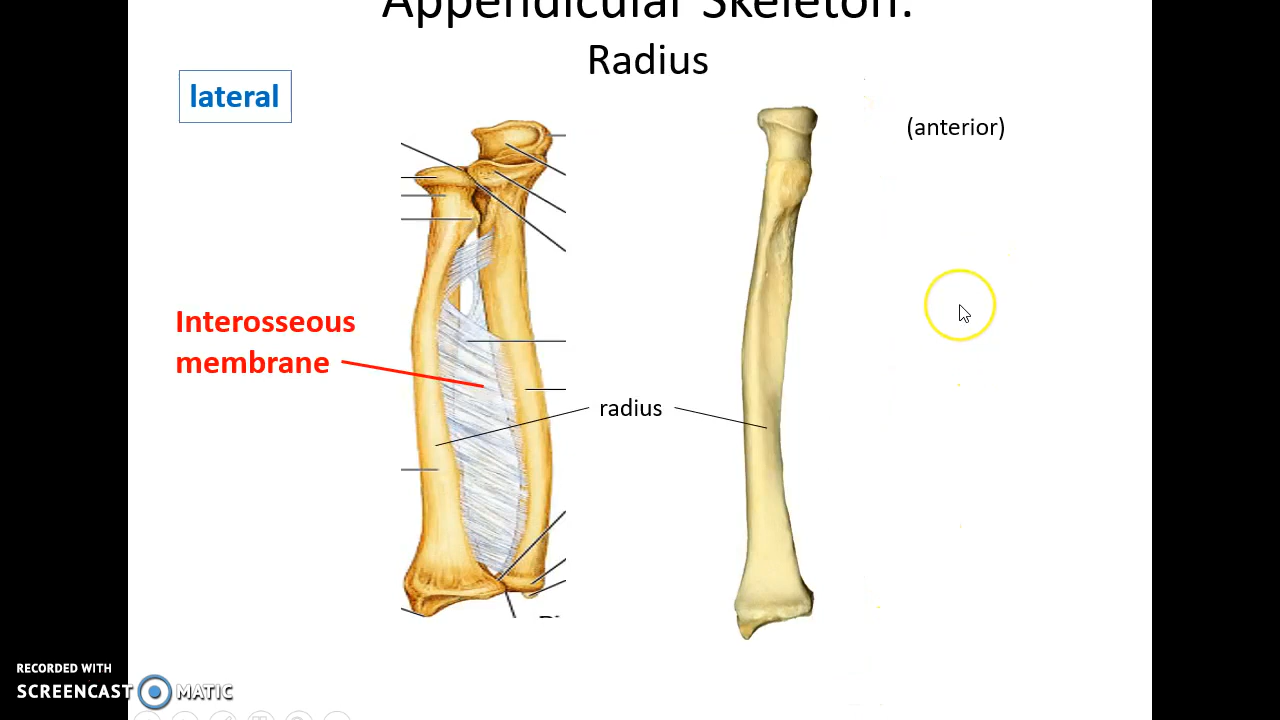 Appendicular Skeleton:
Radius
lateral
(anterior)
Interosseous
membrane
radius
RECORDED WITH
SCREENCAST MATIC